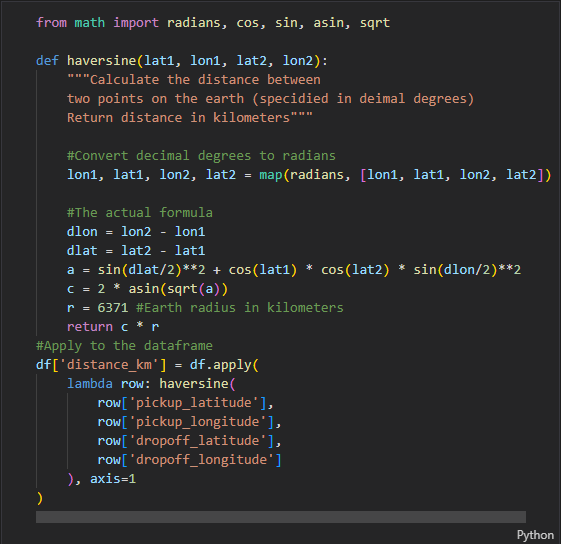 from math import radians, cos, sin, asin, sqrt

def haversine(lat1, lon1, lat2, lon2):
    """Calculate the distance between
    two points on the earth (specidied in deimal degrees)
    Return distance in kilometers"""

    #Convert decimal degrees to radians
    lon1, lat1, lon2, lat2 = map(radians, [lon1, lat1, lon2, lat2])

    #The actual formula
    dlon = lon2 - lon1
    dlat = lat2 - lat1
    a = sin(dlat/2)**2 + cos(lat1) * cos(lat2) * sin(dlon/2)**2
    c = 2 * asin(sqrt(a))
    r = 6371 #Earth radius in kilometers
    return c * r
#Apply to the dataframe
df['distance_km'] = df.apply(
    lambda row: haversine(
        row['pickup_latitude'],
        row['pickup_longitude'],
        row['dropoff_latitude'],
        row['dropoff_longitude']
    ), axis=1
)
Python